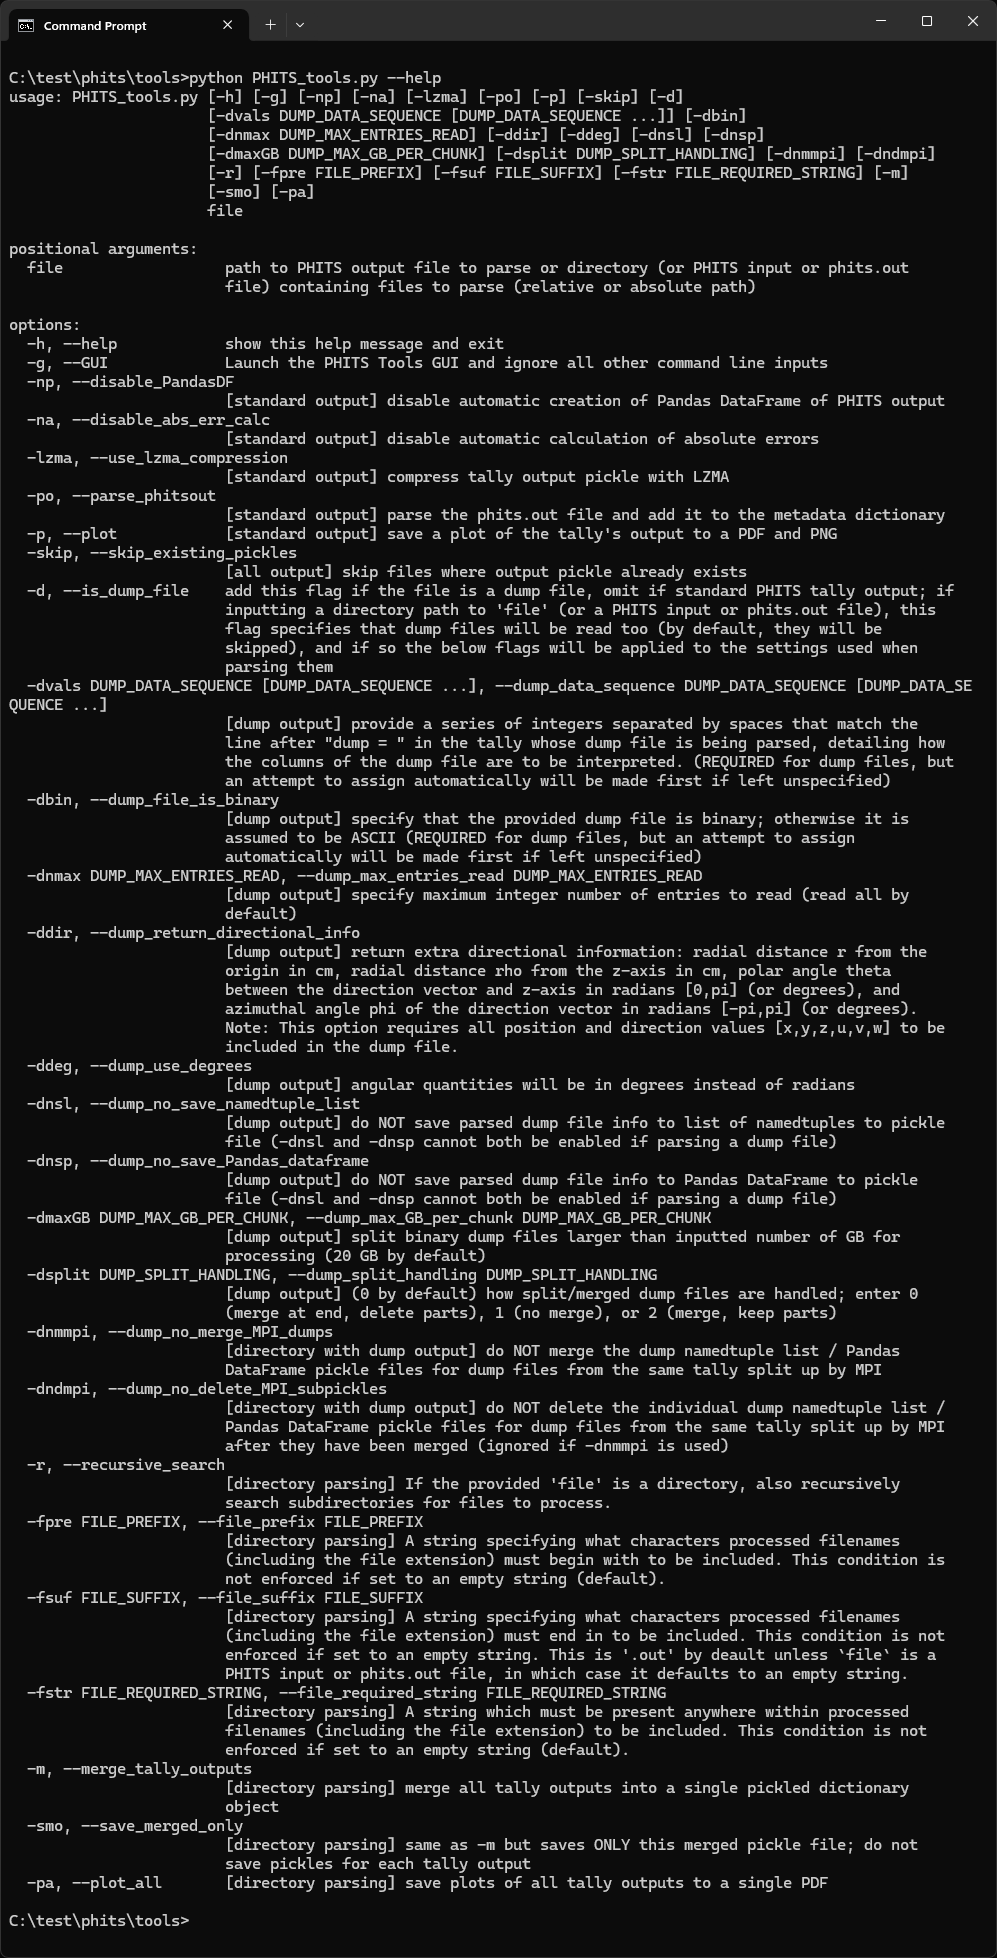 Command Prompt
C:\test\phits\tools>python PHITS_tools.py --help
usage: PHITS_tools.py [-h] [-g] [-np] [-na] [-lzma] [-po] [-p] [-skip] [-d]
[-dvals DUMP_DATA_SEQUENCE [DUMP_DATA_SEQUENCE ...]] [-dbin]
[-dnmax DUMP_MAX_ENTRIES_READ] [-ddir] [-ddeg] [-dnsl] [-dnsp]
[-dmaxGB DUMP_MAX_GB_PER_CHUNK] [-dsplit DUMP_SPLIT_HANDLING] [-dnmmpi] [-dndmpi]
[-r] [-fpre FILE_PREFIX] [-fsuf FILE_SUFFIX] [-fstr FILE_REQUIRED_STRING] [-m]
[-smo] [-pa]
file
positional arguments:
file path to PHITS output file to parse or directory (or PHITS input or phits.out
file) containing files to parse (relative or absolute path)
options:
-h, --help show this help message and exit
-g, --GUI Launch the PHITS Tools GUI and ignore all other command line inputs
-np, --disable_PandasDF
[standard output] disable automatic creation of Pandas DataFrame of PHITS output
-na, --disable_abs_err_calc
[standard output] disable automatic calculation of absolute errors
-lzma, --use_lzma_compression
[standard output] compress tally output pickle with LZMA
-po, --parse_phitsout
[standard output] parse the phits.out file and add it to the metadata dictionary
-p, --plot [standard output] save a plot of the tally's output to a PDF and PNG
-skip, --skip_existing_pickles
[all output] skip files where output pickle already exists
-d, --is_dump_file add this flag if the file is a dump file, omit if standard PHITS tally output; if
inputting a directory path to 'file' (or a PHITS input or phits.out file), this
flag specifies that dump files will be read too (by default, they will be
skipped), and if so the below flags will be applied to the settings used when
parsing them
-dvals DUMP_DATA_SEQUENCE [DUMP_DATA_SEQUENCE ...], --dump_data_sequence DUMP_DATA_SEQUENCE [DUMP_DATA_SE
QUENCE ...]
[dump output] provide a series of integers separated by spaces that match the
line after "dump = " in the tally whose dump file is being parsed, detailing how
the columns of the dump file are to be interpreted. (REQUIRED for dump files, but
an attempt to assign automatically will be made first if left unspecified)
-dbin, --dump_file_is_binary
[dump output] specify that the provided dump file is binary; otherwise it is
assumed to be ASCII (REQUIRED for dump files, but an attempt to assign
automatically will be made first if left unspecified)
-dnmax DUMP_MAX_ENTRIES_READ, --dump_max_entries_read DUMP_MAX_ENTRIES_READ
[dump output] specify maximum integer number of entries to read (read all by
default)
-ddir, --dump_return_directional_info
[dump output] return extra directional information: radial distance r from the
origin in cm, radial distance rho from the z-axis in cm, polar angle theta
between the direction vector and z-axis in radians [0,pi] (or degrees), and
azimuthal angle phi of the direction vector in radians [-pi,pi] (or degrees).
Note: This option requires all position and direction values [x,y,z,u,v,w] to be
included in the dump file.
-ddeg, --dump_use_degrees
[dump output] angular quantities will be in degrees instead of radians
-dnsl, --dump_no_save_namedtuple_list
[dump output] do NOT save parsed dump file info to list of namedtuples to pickle
file (-dnsl and -dnsp cannot both be enabled if parsing a dump file)
-dnsp, --dump_no_save_Pandas_dataframe
[dump output] do NOT save parsed dump file info to Pandas DataFrame to pickle
file (-dnsl and -dnsp cannot both be enabled if parsing a dump file)
-dmaxGB DUMP_MAX_GB_PER_CHUNK, --dump_max_GB_per_chunk DUMP_MAX_GB_PER_CHUNK
[dump output] split binary dump files larger than inputted number of GB for
processing (20 GB by default)
-dsplit DUMP_SPLIT_HANDLING, --dump_split_handling DUMP_SPLIT_HANDLING
[dump output] (0 by default) how split/merged dump files are handled; enter 0
(merge at end, delete parts), 1 (no merge), or 2 (merge, keep parts)
-dnmmpi, --dump_no_merge_MPI_dumps
[directory with dump output] do NOT merge the dump namedtuple list / Pandas
DataFrame pickle files for dump files from the same tally split up by MPI
-dndmpi, --dump_no_delete_MPI_subpickles
[directory with dump output] do NOT delete the individual dump namedtuple list /
Pandas DataFrame pickle files for dump files from the same tally split up by MPI
after they have been merged (ignored if -dnmmpi is used)
-r, --recursive_search
[directory parsing] If the provided 'file' is a directory, also recursively
search subdirectories for files to process.
-fpre FILE_PREFIX, --file_prefix FILE_PREFIX
[directory parsing] A string specifying what characters processed filenames
(including the file extension) must begin with to be included. This condition is
not enforced if set to an empty string (default).
-fsuf FILE_SUFFIX, --file_suffix FILE_SUFFIX
[directory parsing] A string specifying what characters processed filenames
(including the file extension) must end in to be included. This condition is not
enforced if set to an empty string. This is '.out' by deault unless `file` is a
PHITS input or phits.out file, in which case it defaults to an empty string.
-fstr FILE_REQUIRED_STRING, --file_required_string FILE_REQUIRED_STRING
[directory parsing] A string which must be present anywhere within processed
filenames (including the file extension) to be included. This condition is not
enforced if set to an empty string (default).
-m, --merge_tally_outputs
[directory parsing] merge all tally outputs into a single pickled dictionary
object
-smo, --save_merged_only
[directory parsing] same as -m but saves ONLY this merged pickle file; do not
save pickles for each tally output
-pa, --plot_all [directory parsing] save plots of all tally outputs to a single PDF
C:\test\phits\tools>